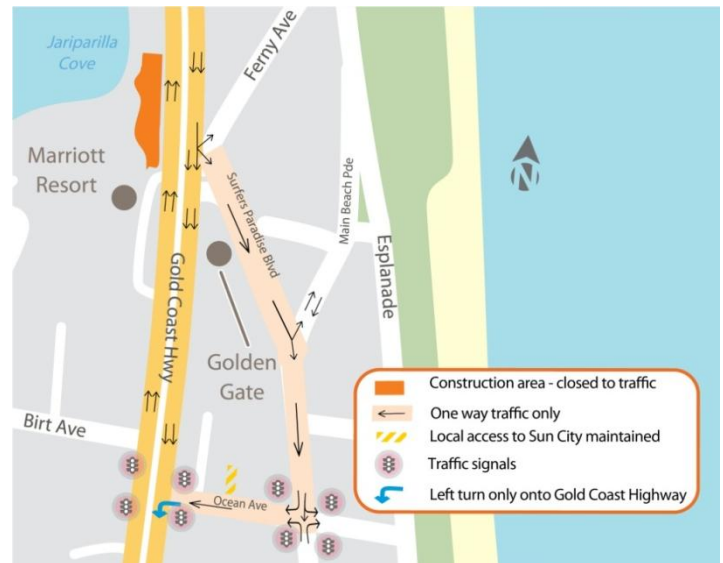 Jariparilla
Cove
Ferny Ave
Marriott
Resort
Surfers Paradise Blvd
Main Beach Pde
N
Gold Coast Hwy
Esplanade
Golden
Gate
Birt Ave
Ocean Ave
Construction area - closed to traffic
One way traffic only
Local access to Sun City maintained
Traffic signals
Left turn only onto Gold Coast Highway